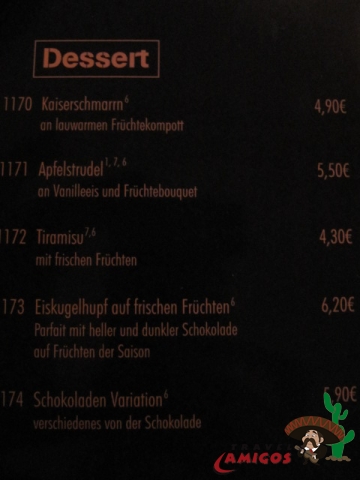 Dessert
1170 Kaiserschmarrn6 4,90€
an lauwarmen Früchtekompott
1171 Apfelstrudel1, 7, 6 5,50€
an Vanilleeis und Früchtebouquet
1172 Tiramisu7,6 4,30€
mit frischen Früchten
173 Eiskugelhupf auf frischen Früchten6 6,20€
Parfait mit heller und dunkler Schokolade
auf Früchten der Saison
174 Schokoladen Variation6 5,90€
verschiedenes von der Schokolade
AMIGOS